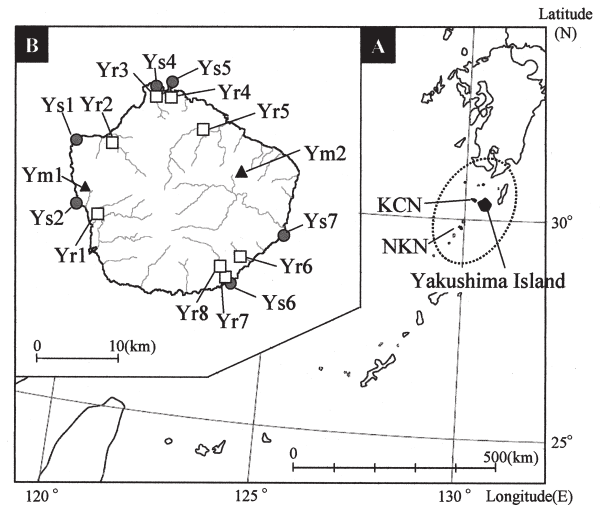 Latitude
(N)
B
A
Ys4
Ys5
Yr3
Yr4
Ys1
Yr2
Yr5
Ym1
Ym2
Ys2
Yr1
Ys7
Yr6
Yr8
Yr7
Ys6
0
10(km)
KCN
NKN
30°
Yakushima Island
25°
0
500(km)
120°
125°
130°
Longitude(E)